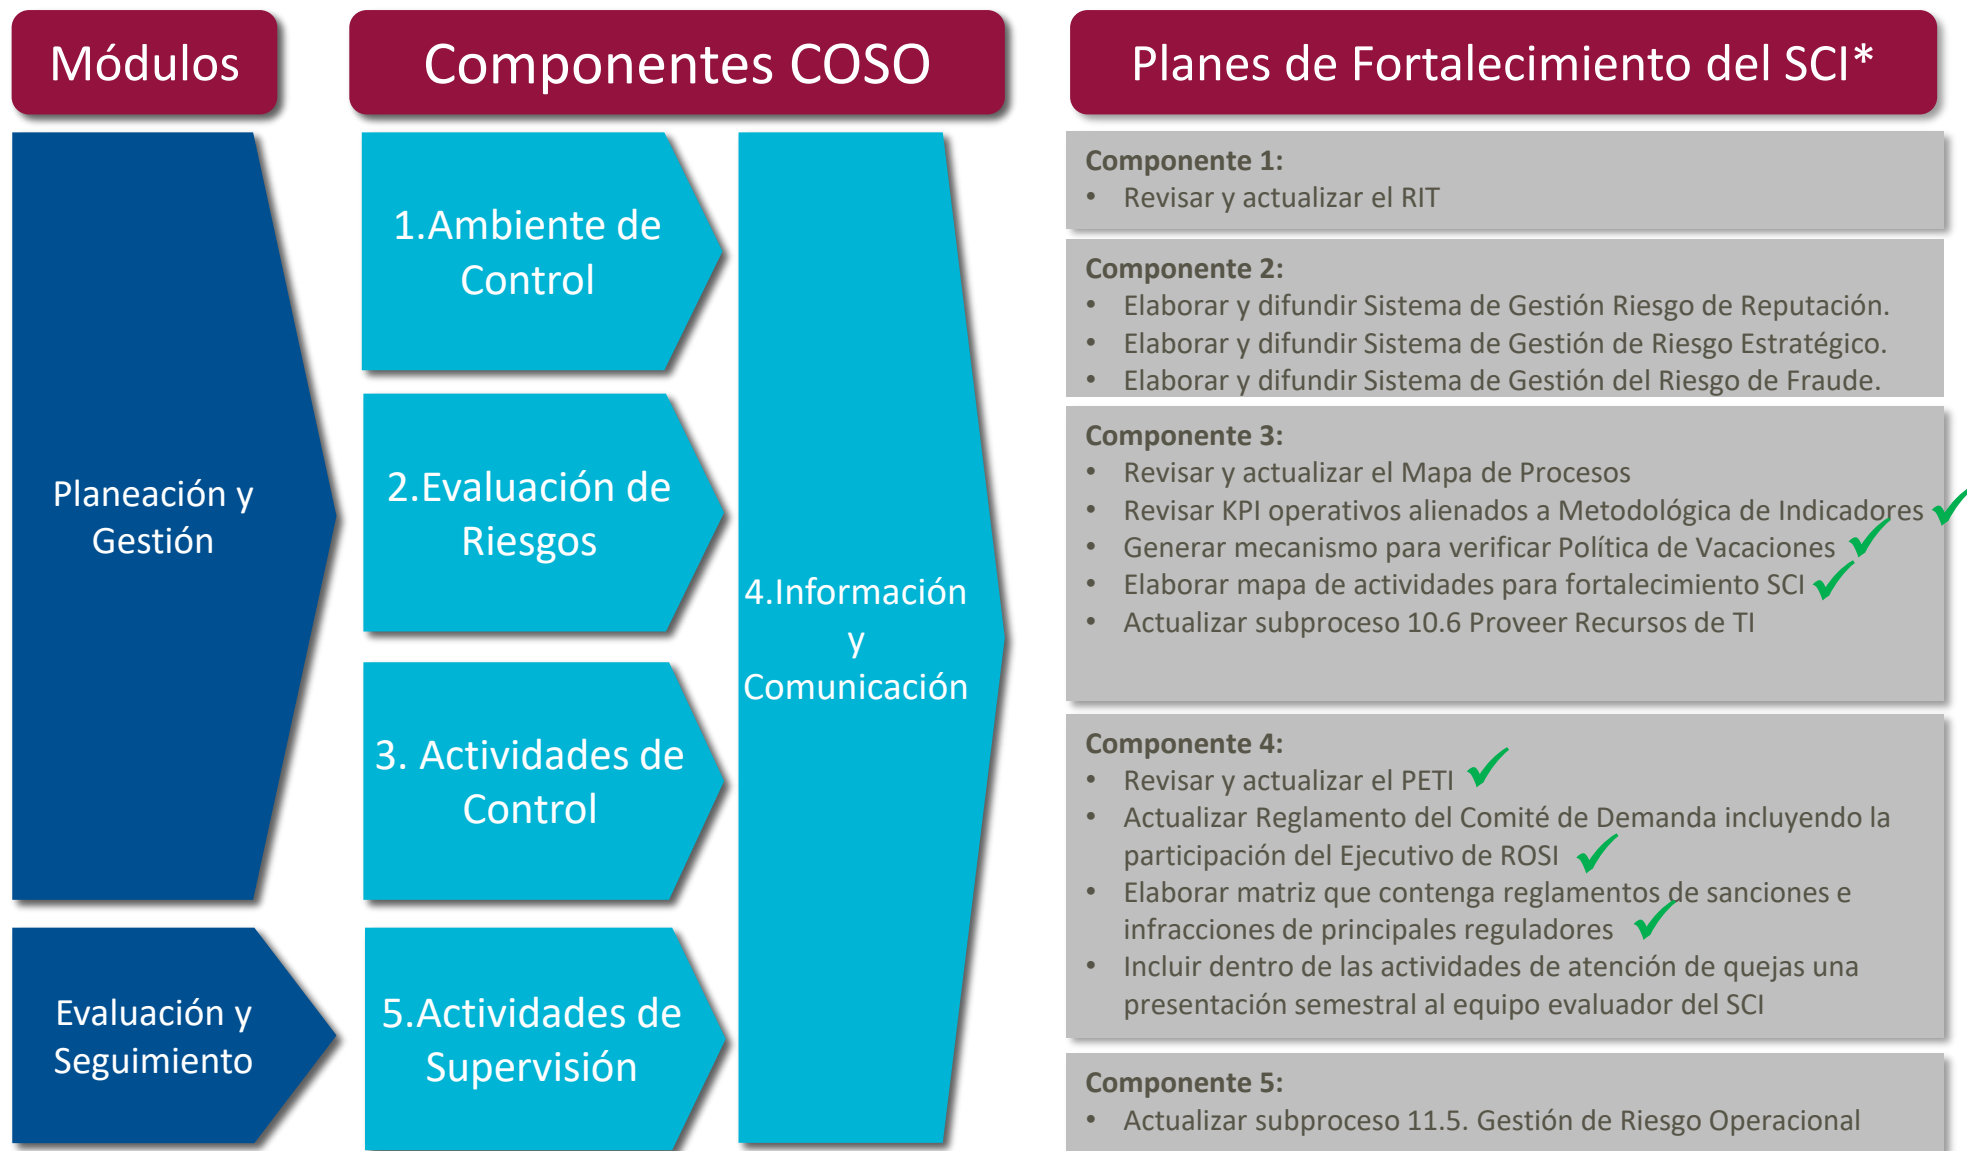 Módulos
Componentes COSO
Planes de Fortalecimiento del SCI*
Planeación y
Gestión
Evaluación y
Seguimiento
1.Ambiente de
Control
2.Evaluación de
Riesgos
3. Actividades de
Control
5.Actividades de
Supervisión
4.Información
y
Comunicación
Componente 1:
• Revisar y actualizar el RIT
Componente 2:
• Elaborar y difundir Sistema de Gestión Riesgo de Reputación.
• Elaborar y difundir Sistema de Gestión de Riesgo Estratégico.
• Elaborar y difundir Sistema de Gestión del Riesgo de Fraude.
Componente 3:
• Revisar y actualizar el Mapa de Procesos
• Revisar KPI operativos alienados a Metodológica de Indicadores ✓
• Generar mecanismo para verificar Política de Vacaciones ✓
• Elaborar mapa de actividades para fortalecimiento SCI ✓
• Actualizar subproceso 10.6 Proveer Recursos de TI
Componente 4:
• Revisar y actualizar el PETI ✓
• Actualizar Reglamento del Comité de Demanda incluyendo la
participación del Ejecutivo de ROSI ✓
• Elaborar matriz que contenga reglamentos de sanciones e
infracciones de principales reguladores ✓
• Incluir dentro de las actividades de atención de quejas una
presentación semestral al equipo evaluador del SCI
Componente 5:
• Actualizar subproceso 11.5. Gestión de Riesgo Operacional